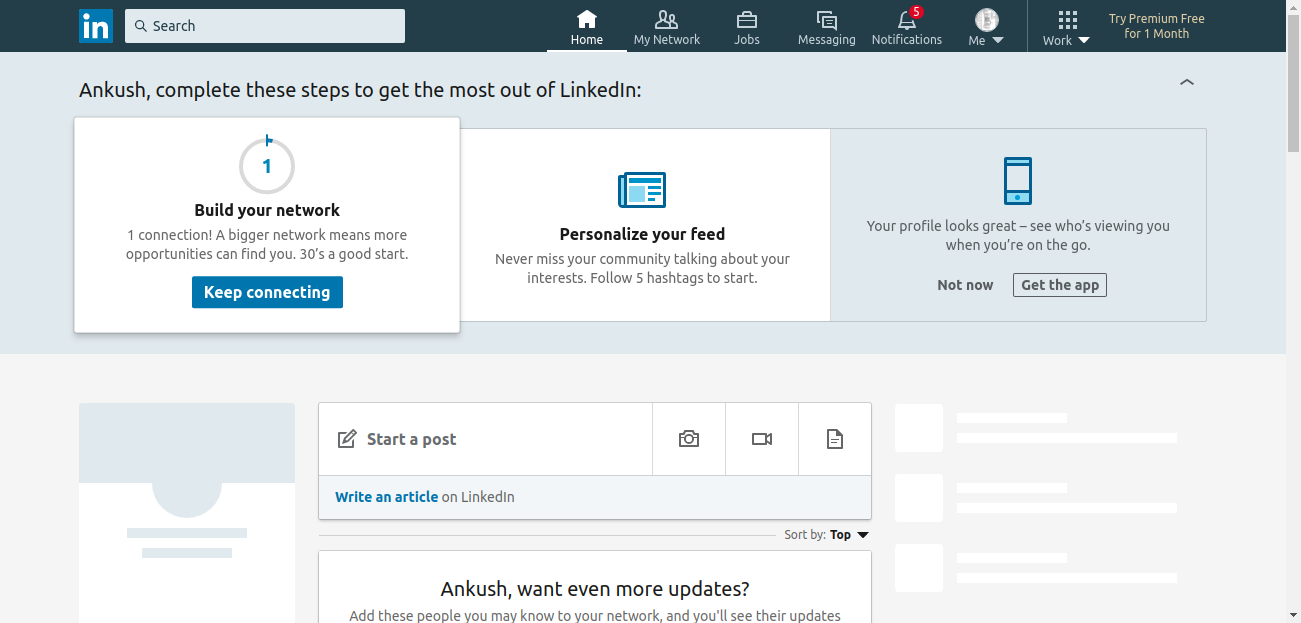 in
Search
Home
My Network
Jobs
Messaging
5
Notifications
Me
Work
Try Premium Free
for 1 Month
Ankush, complete these steps to get the most out of LinkedIn:
1
Build your network
1 connection! A bigger network means more
opportunities can find you. 30’s a good start.
Keep connecting
Personalize your feed
Never miss your community talking about your
interests. Follow 5 hashtags to start.
Your profile looks great – see who’s viewing you
when you’re on the go.
Not now
Get the app
Start a post
Write an article on LinkedIn
Sort by: Top
Ankush, want even more updates?
Add these people you may know to your network, and you'll see their updates